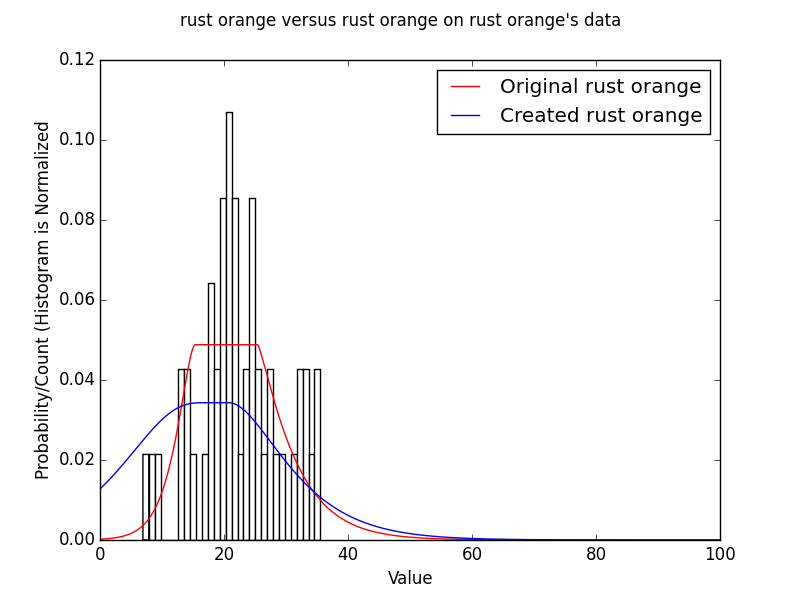 rust orange versus rust orange on rust orange's data
0.12
0.10
0.08
0.06
0.04
0.02
0.00
Probability/Count (Histogram is Normalized
Original rust orange
Created rust orange
0 20 40 60 80 100
Value